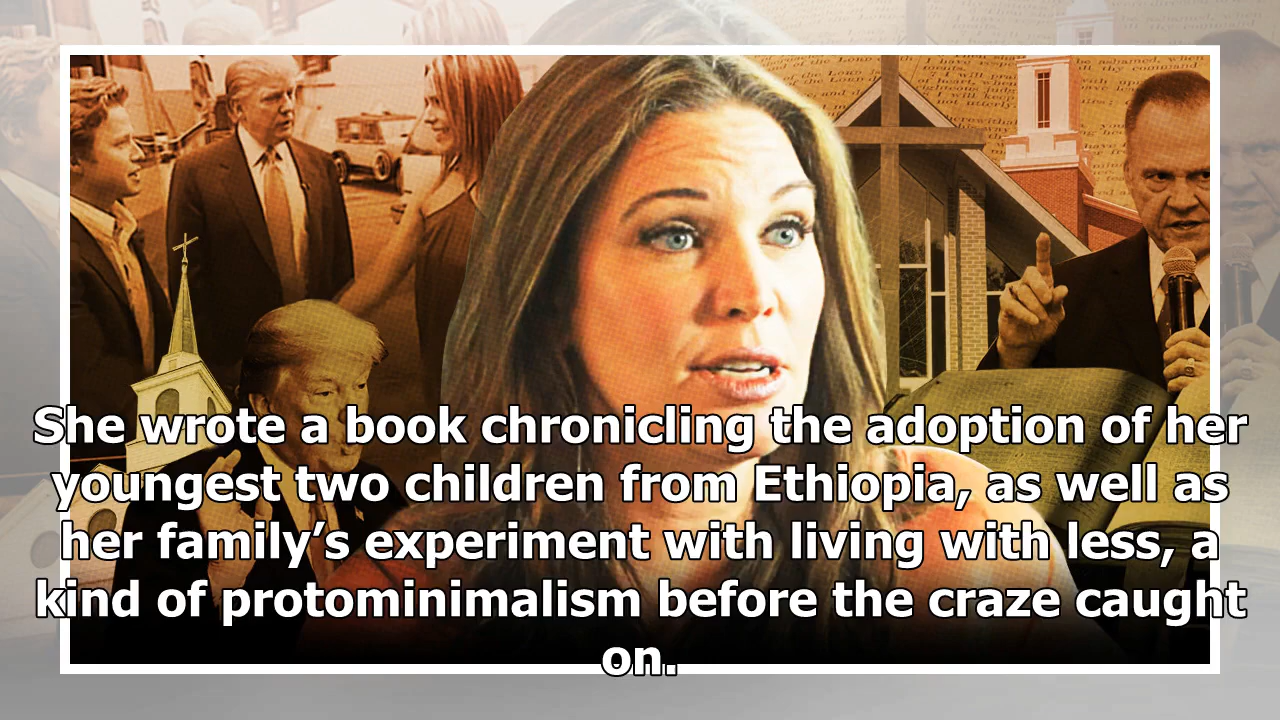 She wrote a book chronicling the adoption of her
youngest two children from Ethiopia, as well as
her family’s experiment with living with less, a
kind of protominimalism before the craze caught
on.